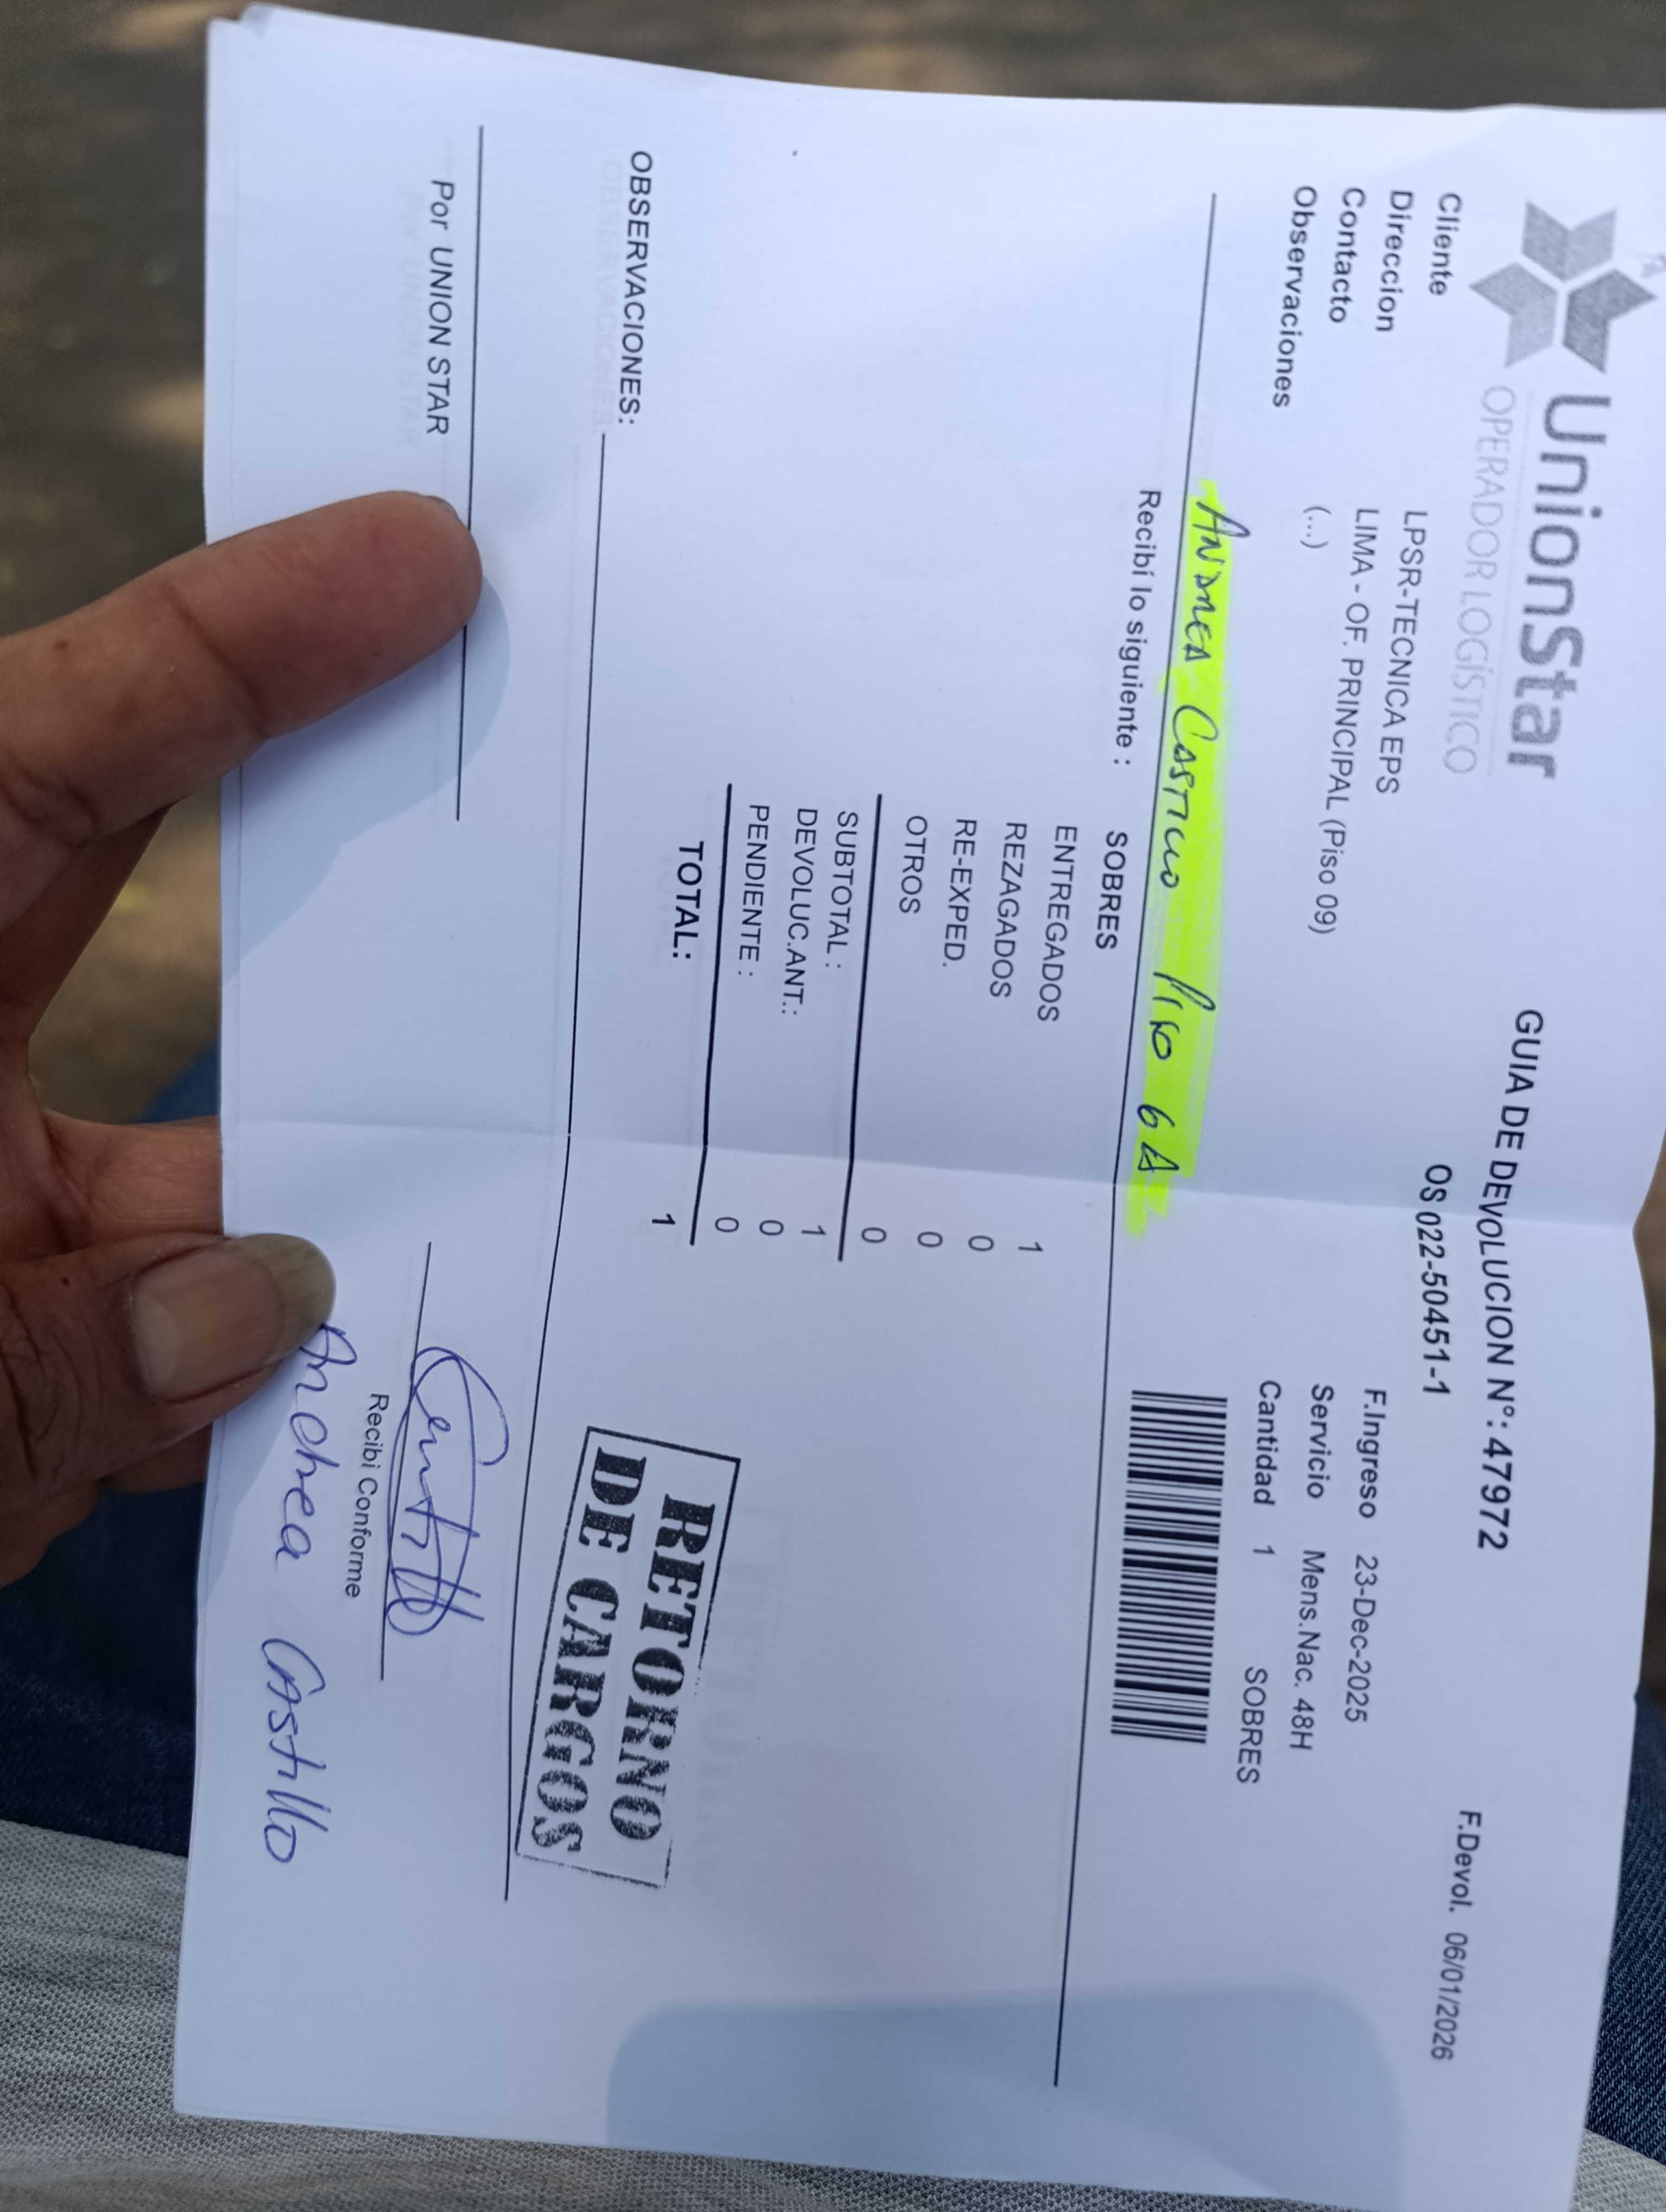 UnionStar
OPERADOR LOGÍSTICO
GUIA DE DEVOLUCION N°: 47972
OS 022-50451-1
F.Devol. 06/01/2026
Cliente LPSR-TECNICA EPS
Direccion LIMA - OF. PRINCIPAL (Piso 09)
Contacto (...)
Observaciones
F.Ingreso 23-Dec-2025
Servicio Mens.Nac. 48H
Cantidad 1 SOBRES
Andrea Castillo Piso 6A
Recibí lo siguiente : SOBRES
ENTREGADOS 1
REZAGADOS 0
RE-EXPED. 0
OTROS 0
SUBTOTAL : 1
DEVOLUC.ANT.: 0
PENDIENTE : 0
TOTAL: 1
RETORNO
DE CARGOS
OBSERVACIONES:
Por UNION STAR
Recibi Conforme
Andrea Castillo